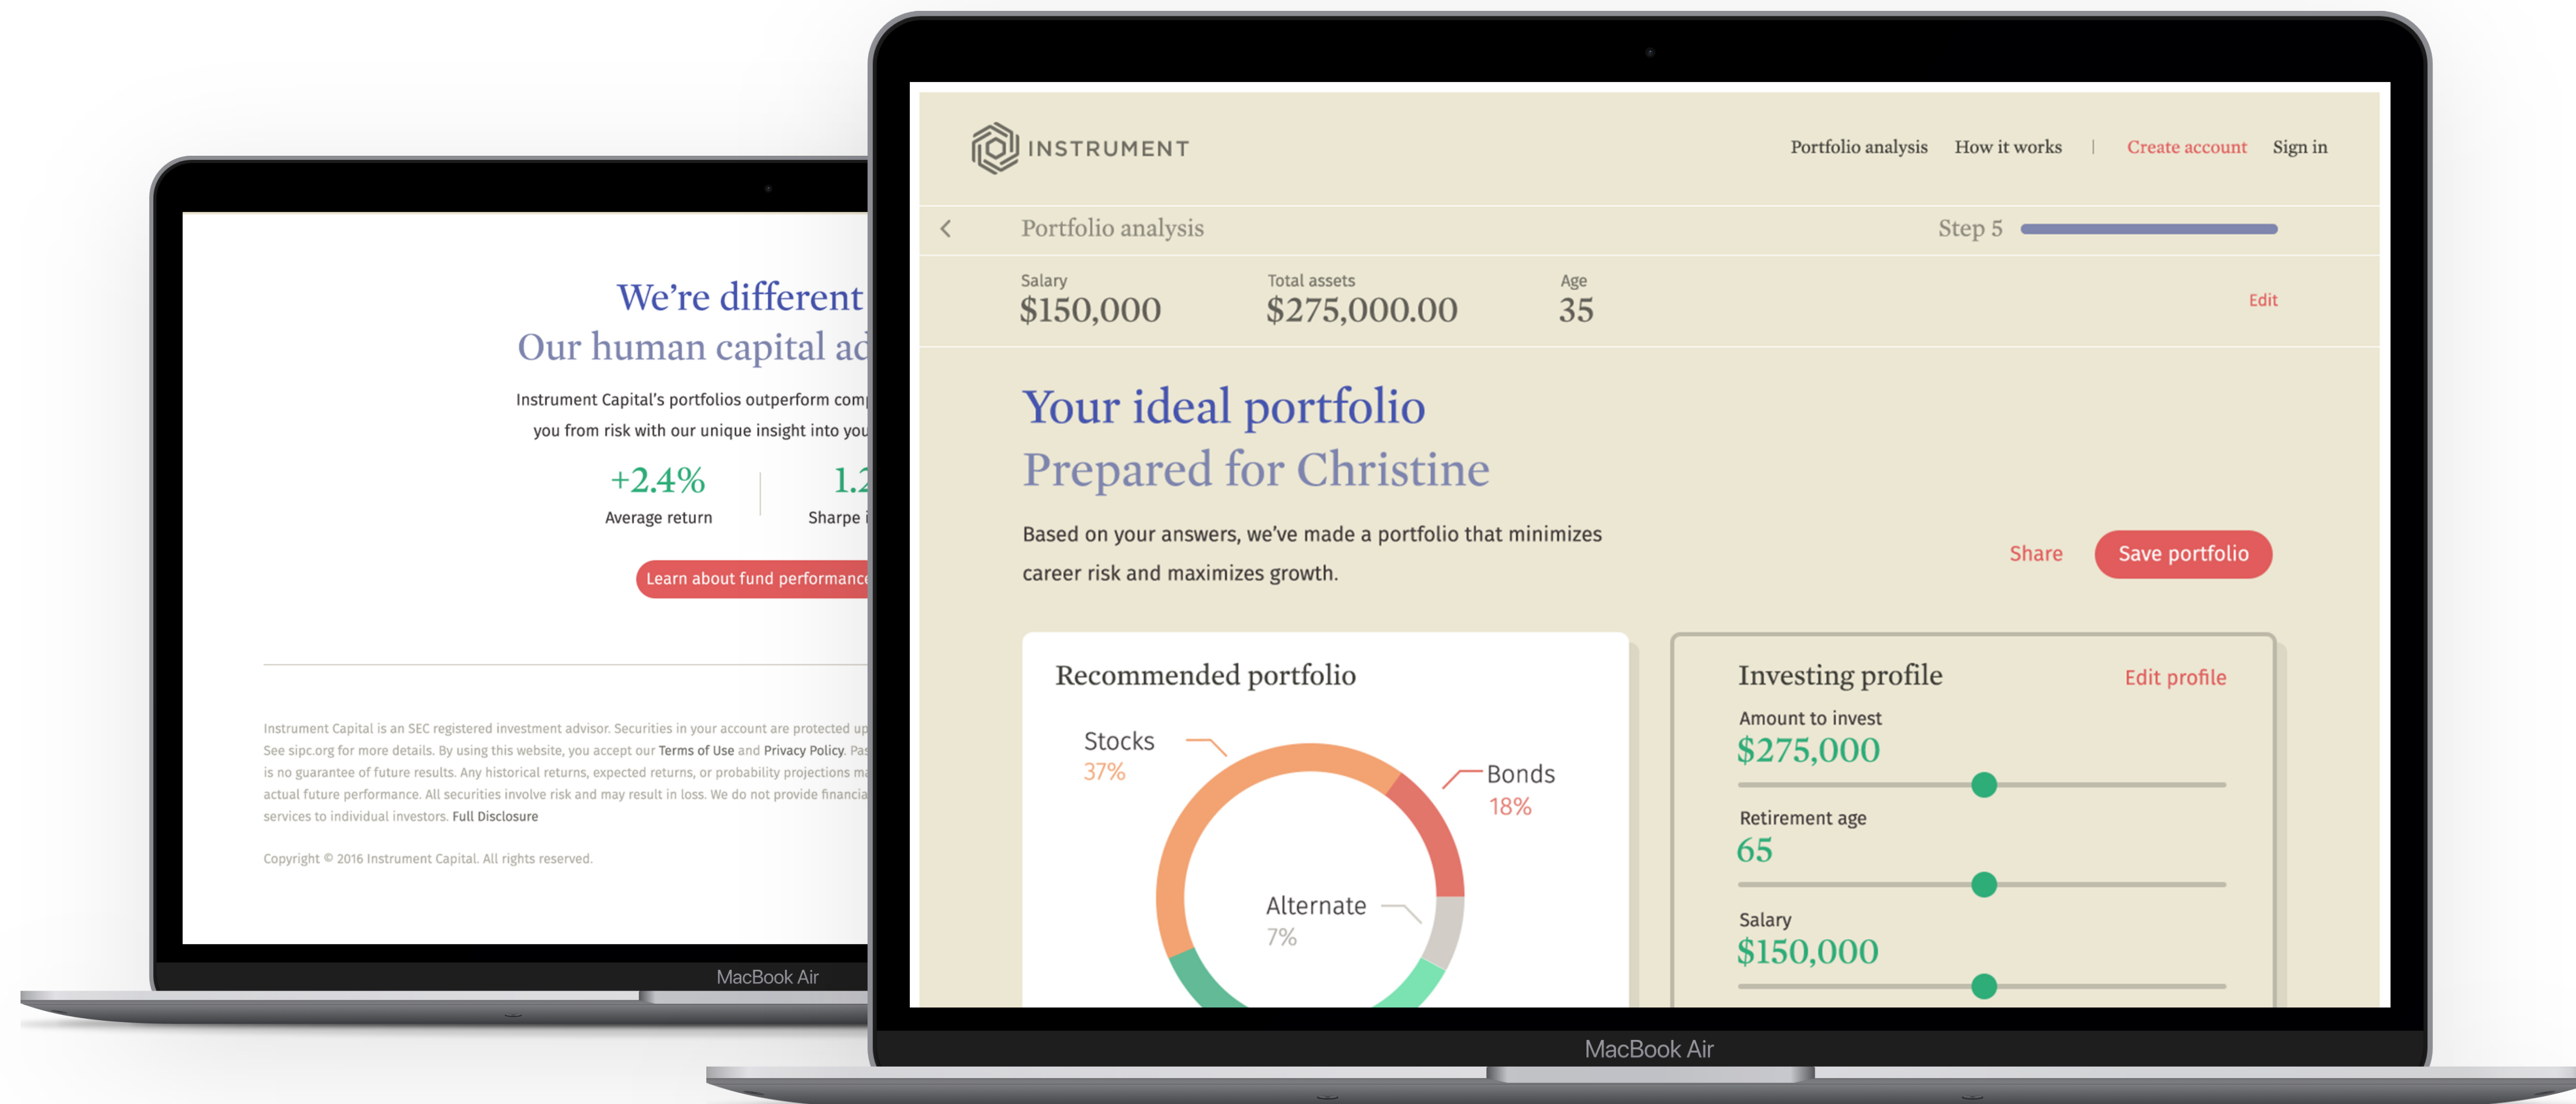 We're different
Our human capital
Instrument Capital's portfolios outperform
you from risk with our unique insight into
+2.4%
Average return
Sharpe
Learn about fund performance
Instrument Capital is an SEC registered investment advisor. Securities in your account are protected up
See sipc.org for more details. By using this website, you accept our Terms of Use and Privacy Policy.
is no guarantee of future results. Any historical returns, expected returns, or probability projections
actual future performance. All securities involve risk and may result in loss. We do not provide
services to individual investors. Full Disclosure
Copyright © 2016 Instrument Capital. All rights reserved.
MacBook Air
INSTRUMENT
Portfolio analysis How it works | Create account Sign in
Portfolio analysis
Step 5
Salary
$150,000
Total assets
$275,000.00
Age
35
Edit
Your ideal portfolio
Prepared for Christine
Based on your answers, we've made a portfolio that minimizes
career risk and maximizes growth.
Share
Save portfolio
Recommended portfolio
Stocks
37%
Bonds
18%
Alternate
7%
Investing profile
Edit profile
Amount to invest
$275,000
Retirement age
65
Salary
$150,000
MacBook Air